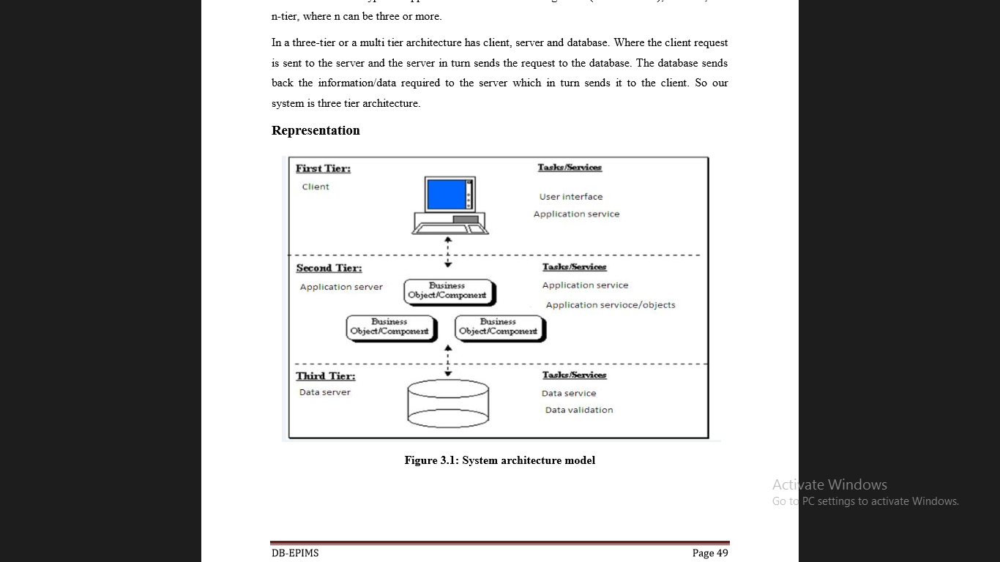 n-tier, where n can be three or more.
In a three-tier or a multi tier architecture has client, server and database. Where the client request
is sent to the server and the server in turn sends the request to the database. The database sends
back the information/data required to the server which in turn sends it to the client. So our
system is three tier architecture.
Representation
First Tier:
Client
Tasks/Services
User interface
Application service
Second Tier:
Application server
Business
Object/Component
Business
Object/Component
Business
Object/Component
Tasks/Services
Application service
Application servioce/objects
Third Tier:
Data server
Tasks/Services
Data service
Data validation
Figure 3.1: System architecture model
Activate Windows
Go to PC settings to activate Windows.
DB-EPIMS Page 49